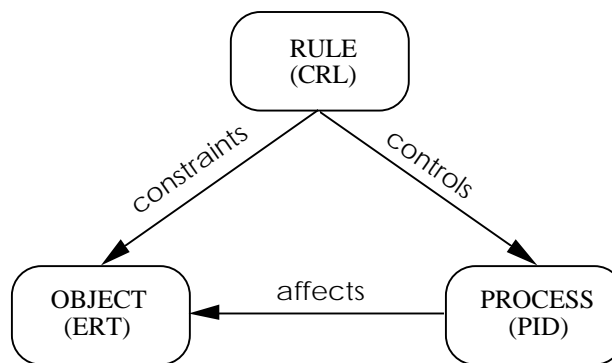 RULE
(CRL)
constraints
controls
OBJECT
(ERT)
affects
PROCESS
(PID)